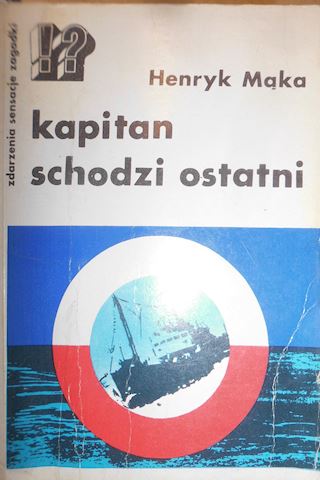 zdarzenia sensacje zagadki
!?
Henryk Mąka
kapitan
schodzi ostatni